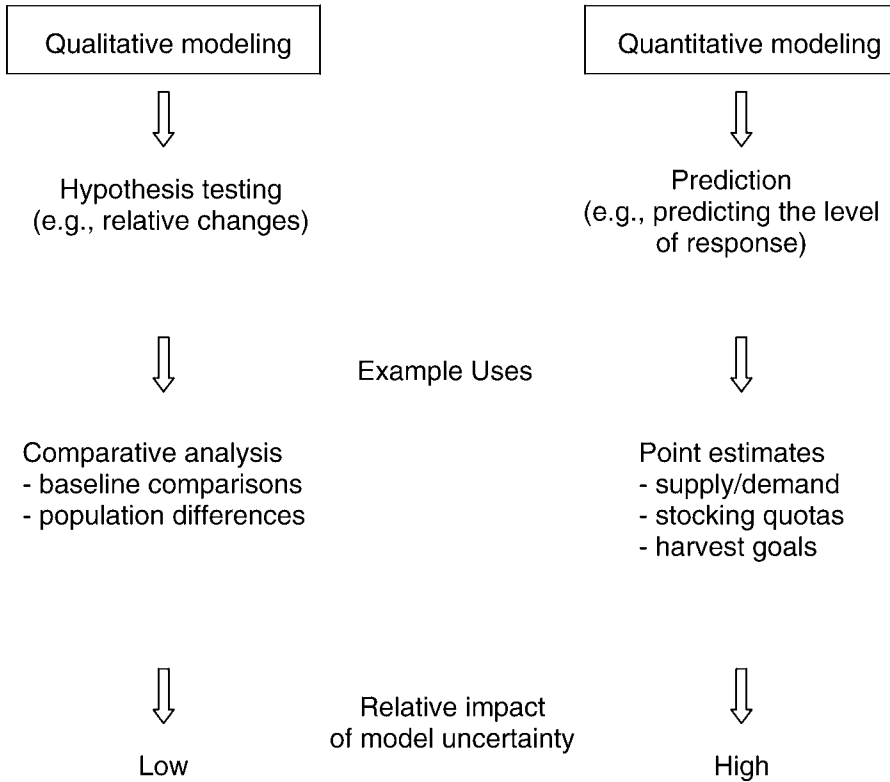 Qualitative modeling
Quantitative modeling
Hypothesis testing
(e.g., relative changes)
Prediction
(e.g., predicting the level
of response)
Example Uses
Comparative analysis
- baseline comparisons
- population differences
Point estimates
- supply/demand
- stocking quotas
- harvest goals
Relative impact
of model uncertainty
Low
High